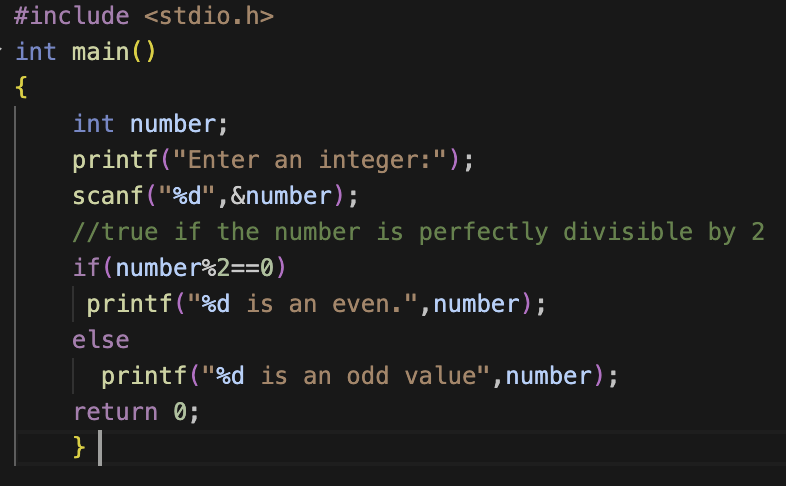 #include <stdio.h>
int main()
{
    int number;
    printf("Enter an integer:");
    scanf("%d",&number);
    //true if the number is perfectly divisible by 2
    if(number%2==0)
     printf("%d is an even.",number);
    else
      printf("%d is an odd value",number);
    return 0;
    }